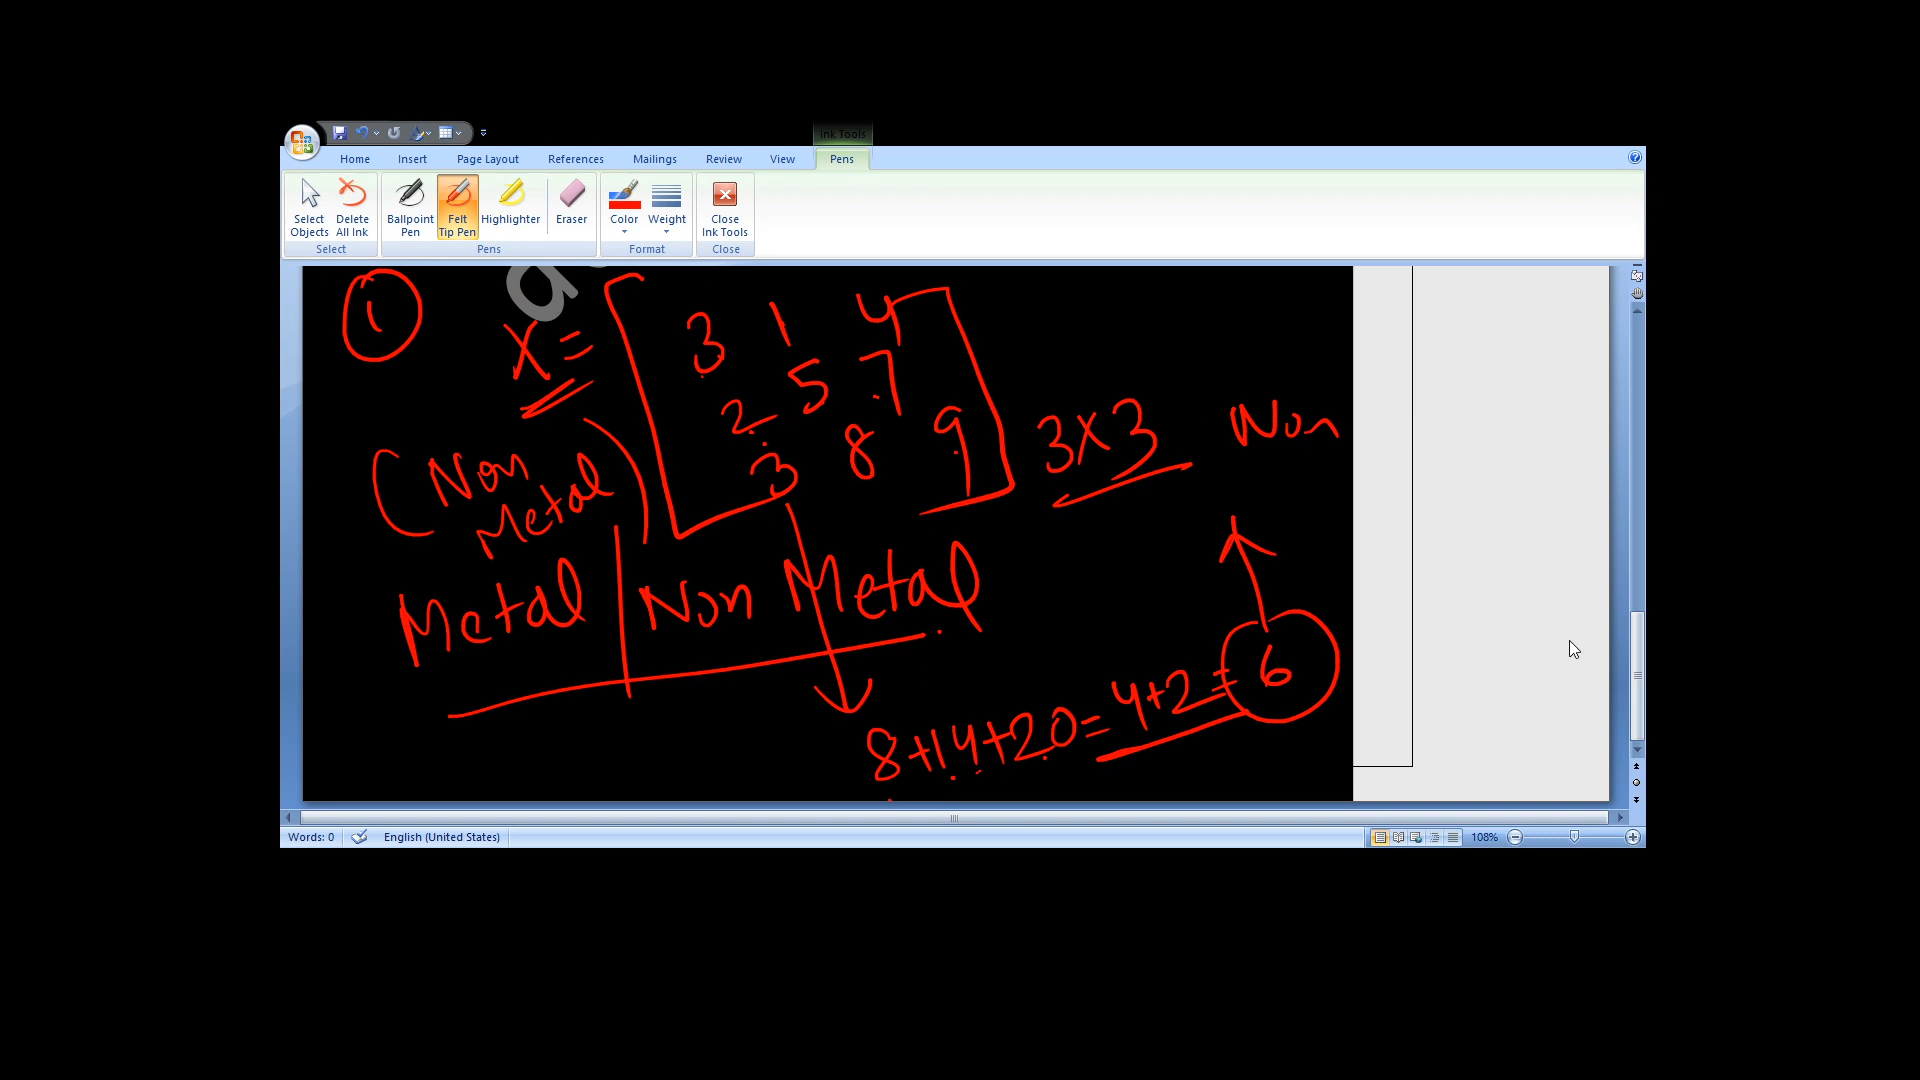 Ink Tools
Home Insert Page Layout References Mailings Review View Pens
Select Objects Delete All Ink Ballpoint Pen Felt Tip Pen Highlighter Eraser Color Weight Close Ink Tools
Select Pens Format Close
1
X = 3 1 4
2 5 7
3 8 9
3×3 Non
(Non Metal)
Metal | Non Metal
8+14+20=4+2=6
Words: 0 English (United States) 108%